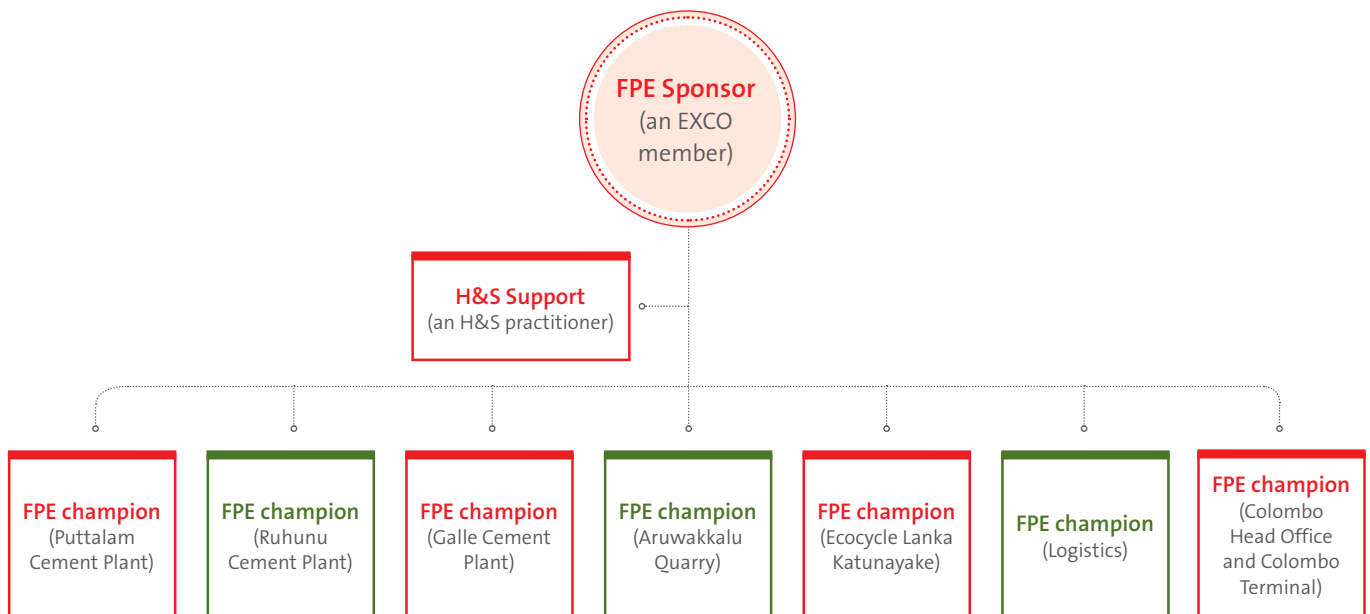 FPE Sponsor
(an EXCO
member)
H&S Support
(an H&S practitioner)
FPE champion
(Puttalam
Cement Plant)
FPE champion
(Ruhunu
Cement Plant)
FPE champion
(Galle Cement
Plant)
FPE champion
(Aruwakkalu
Quarry)
FPE champion
(Ecocycle Lanka
Katunayake)
FPE champion
(Logistics)
FPE champion
(Colombo
Head Office
and Colombo
Terminal)